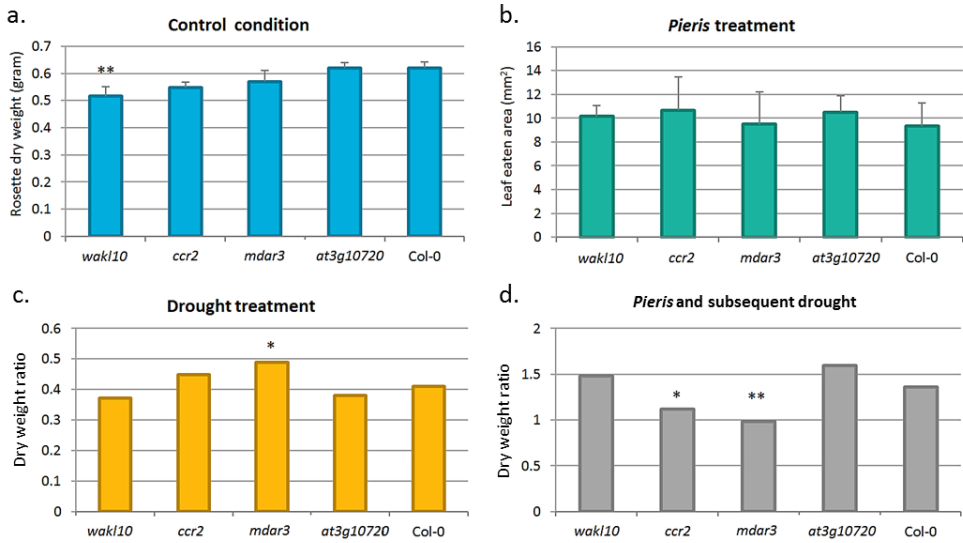 a.
Control condition
Rosette dry weight (gram)
0.7
0.6
0.5
0.4
0.3
0.2
0.1
0
**
wakl10 ccr2 mdar3 at3g10720 Col-0
b.
Pieris treatment
Leaf eaten area (mm²)
16
14
12
10
8
6
4
2
0
wakl10 ccr2 mdar3 at3g10720 Col-0
c.
Drought treatment
Dry weight ratio
0.6
0.5
0.4
0.3
0.2
0.1
0
*
wakl10 ccr2 mdar3 at3g10720 Col-0
d.
Pieris and subsequent drought
Dry weight ratio
2
1.5
1
0.5
0
* **
wakl10 ccr2 mdar3 at3g10720 Col-0